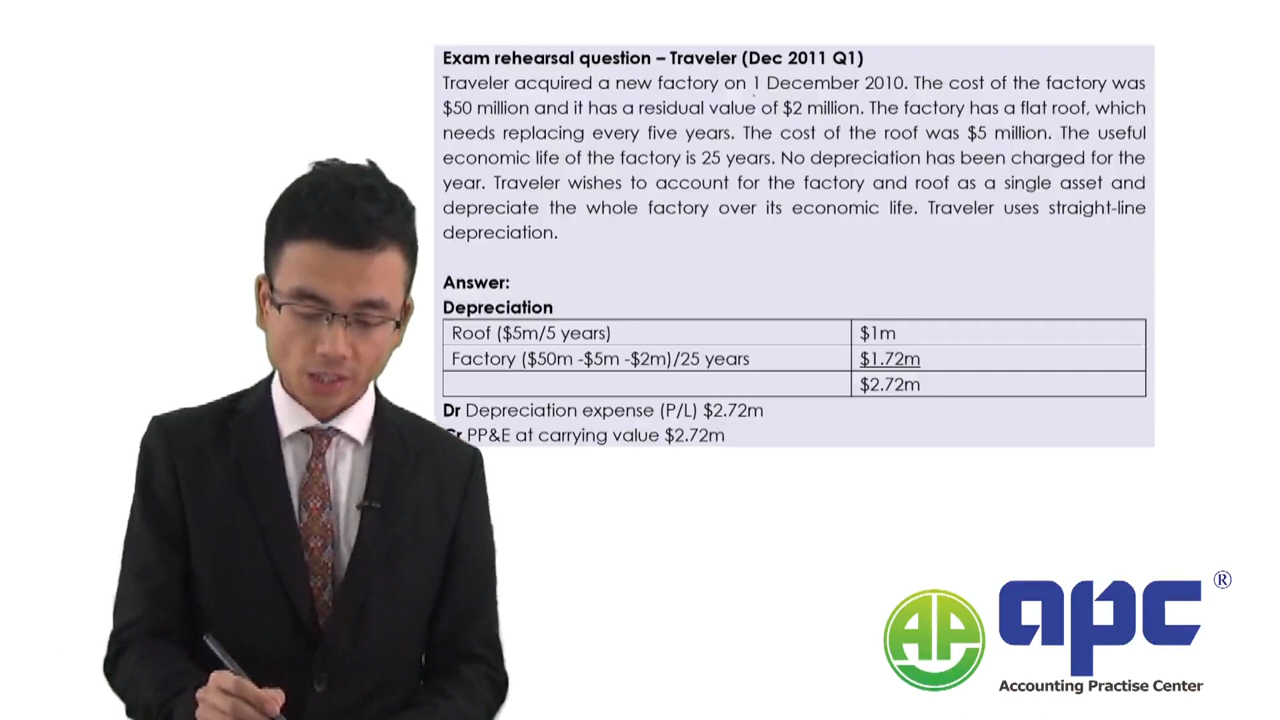 Exam rehearsal question – Traveler (Dec 2011 Q1)
Traveler acquired a new factory on 1 December 2010. The cost of the factory was
$50 million and it has a residual value of $2 million. The factory has a flat roof, which
needs replacing every five years. The cost of the roof was $5 million. The useful
economic life of the factory is 25 years. No depreciation has been charged for the
year. Traveler wishes to account for the factory and roof as a single asset and
depreciate the whole factory over its economic life. Traveler uses straight-line
depreciation.
Answer:
Depreciation
Roof ($5m/5 years) $1m
Factory ($50m -$5m -$2m)/25 years $1.72m
$2.72m
Dr Depreciation expense (P/L) $2.72m
Cr PP&E at carrying value $2.72m
AP apc ®
Accounting Practise Center